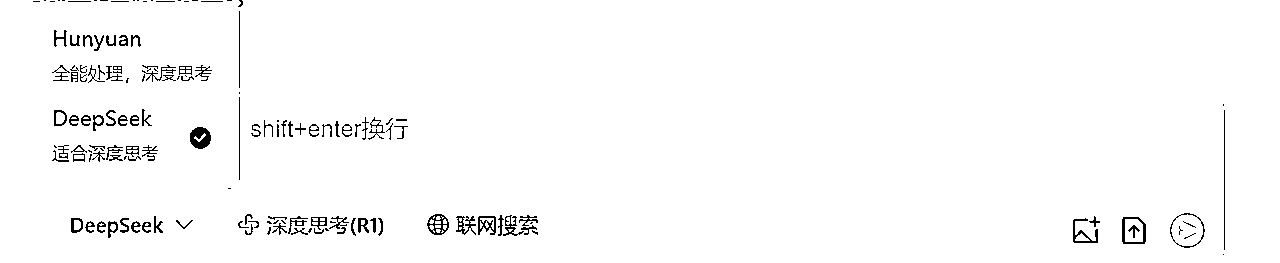 Hunyuan
全能处理，深度思考
DeepSeek
适合深度思考
shift+enter换行
DeepSeek
深度思考(R1)
联网搜索